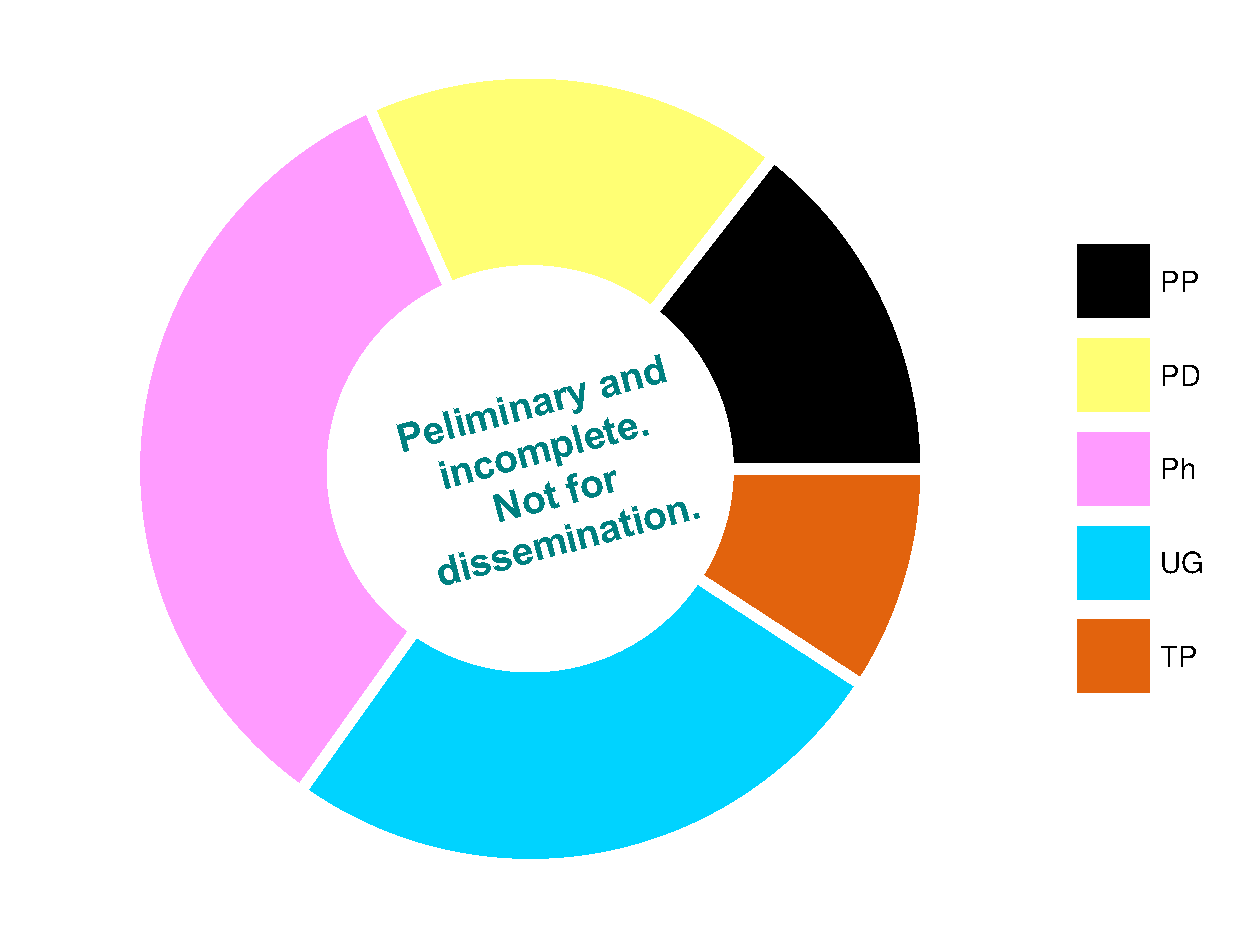 Peliminary and
incomplete.
Not for
dissemination.
PP
PD
Ph
UG
TP